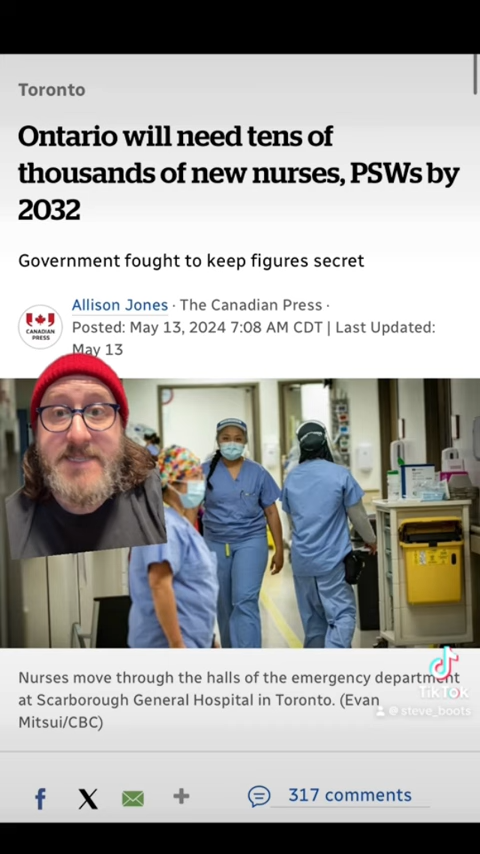 Toronto
Ontario will need tens of
thousands of new nurses, PSWs by
2032
Government fought to keep figures secret
Allison Jones · The Canadian Press ·
Posted: May 13, 2024 7:08 AM CDT | Last Updated:
May 13
CANADIAN
PRESS
Nurses move through the halls of the emergency department
at Scarborough General Hospital in Toronto. (Evan
Mitsui/CBC)
TikTok
@steve_boots
f X + 317 comments